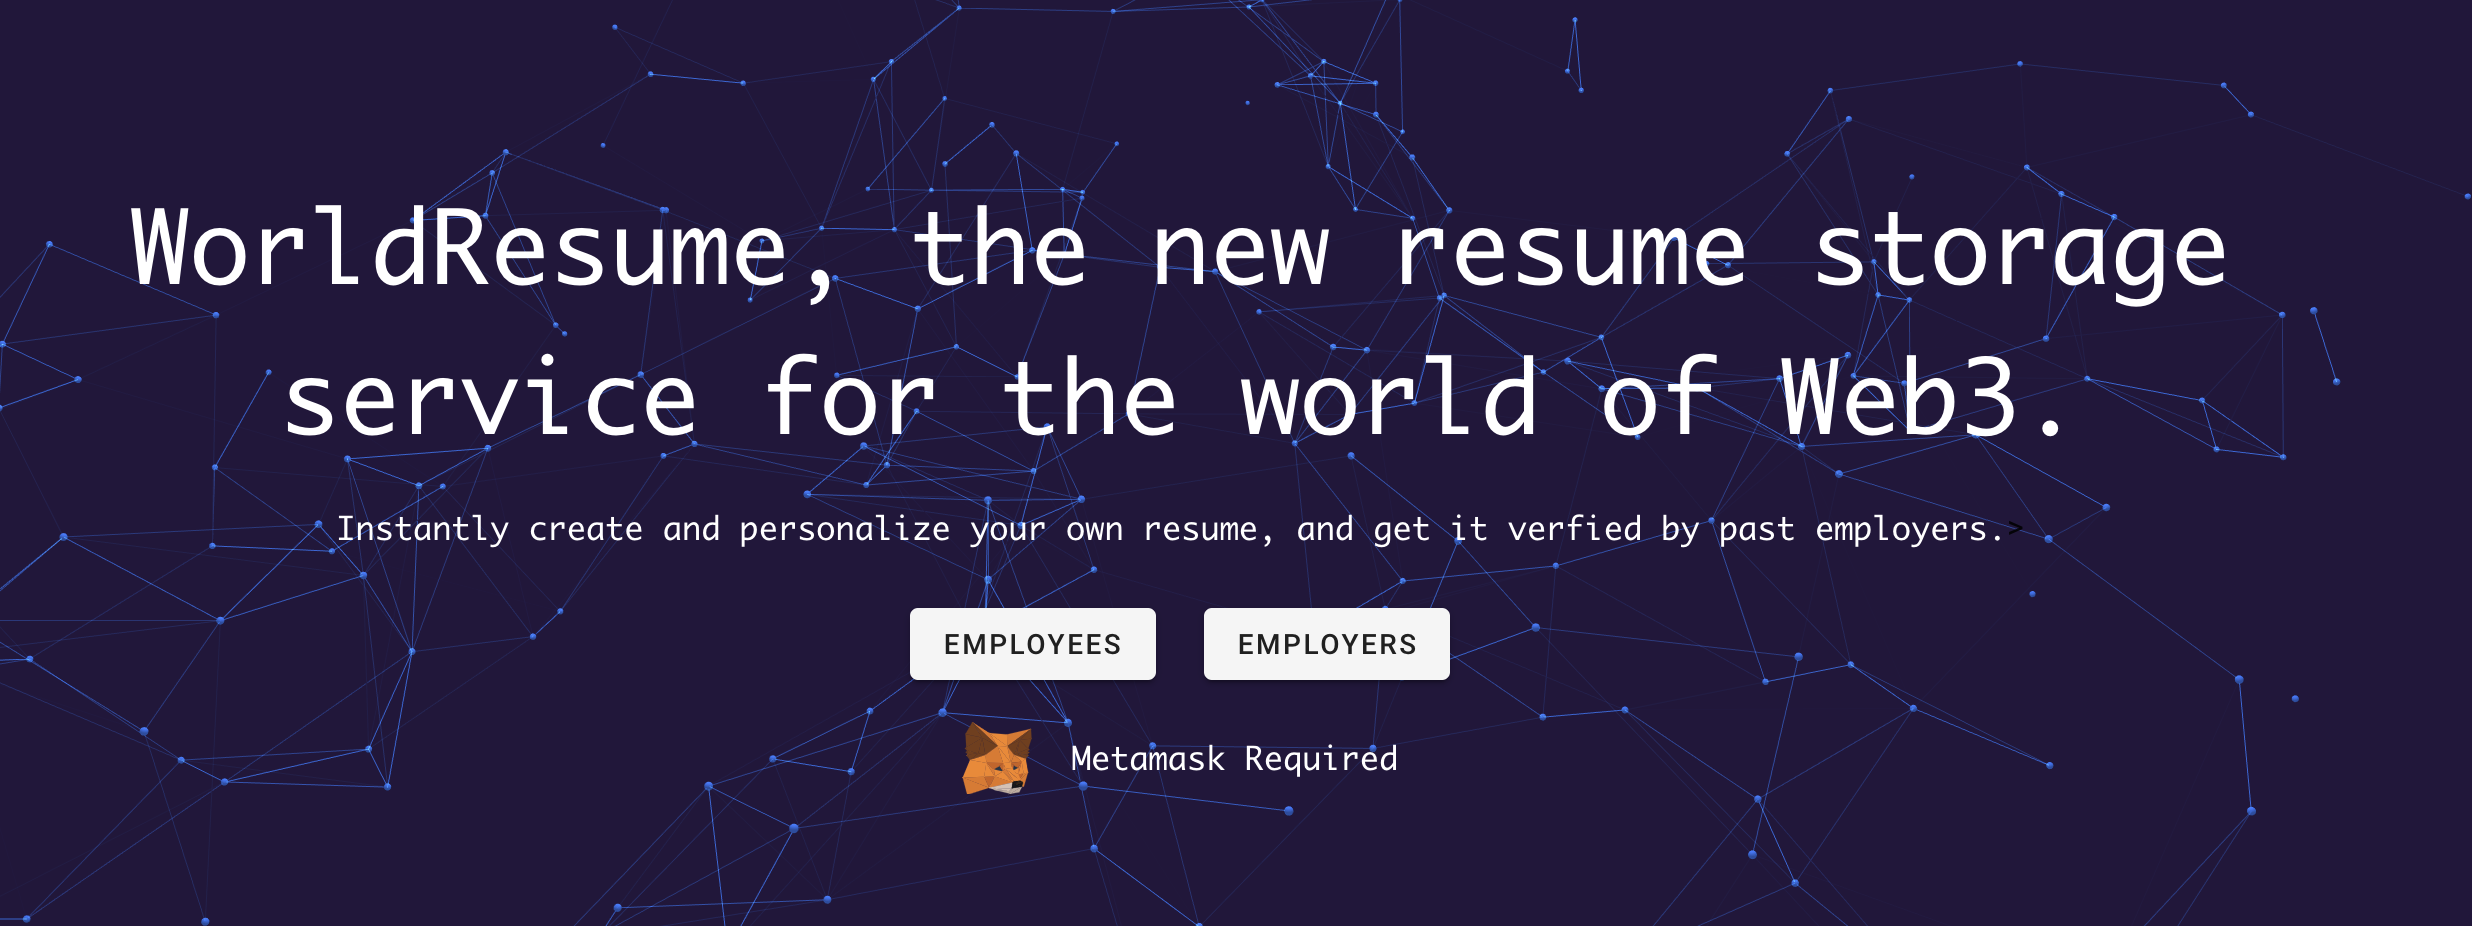 WorldResume, the new resume storage
service for the world of Web3.
Instantly create and personalize your own resume, and get it verfied by past employers.>
EMPLOYEES
EMPLOYERS
Metamask Required